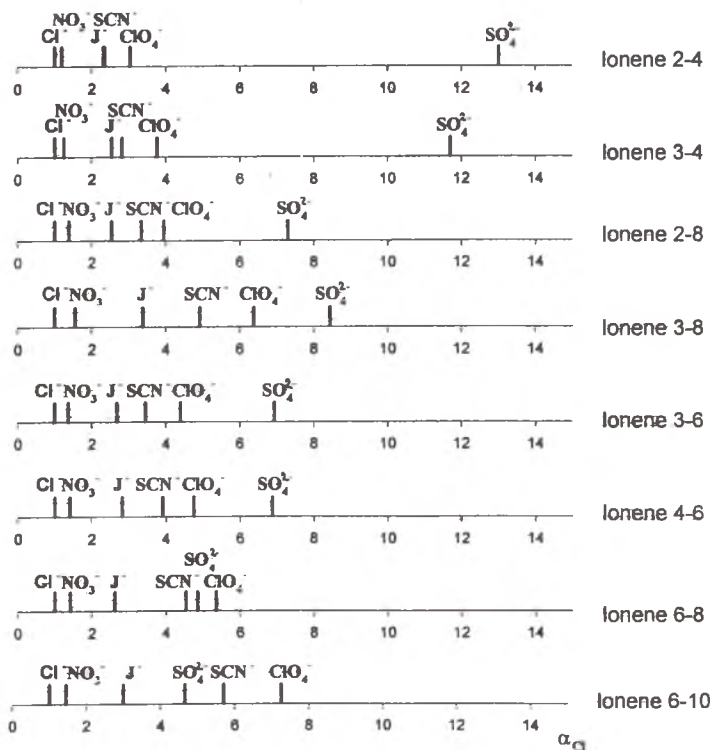 NO₃⁻ SCN⁻
Cl⁻ J⁻ ClO₄⁻ SO₄²⁻
Ionene 2-4
0 2 4 6 8 10 12 14
NO₃⁻ SCN⁻
Cl⁻ J⁻ ClO₄⁻ SO₄²⁻
Ionene 3-4
0 2 4 6 8 10 12 14
Cl⁻ NO₃⁻ J⁻ SCN⁻ ClO₄⁻ SO₄²⁻
Ionene 2-8
0 2 4 6 8 10 12 14
Cl⁻ NO₃⁻ J⁻ SCN⁻ ClO₄⁻ SO₄²⁻
Ionene 3-8
0 2 4 6 8 10 12 14
Cl⁻ NO₃⁻ J⁻ SCN⁻ ClO₄⁻ SO₄²⁻
Ionene 3-6
0 2 4 6 8 10 12 14
Cl⁻ NO₃⁻ J⁻ SCN⁻ ClO₄⁻ SO₄²⁻
Ionene 4-6
0 2 4 6 8 10 12 14
SO₄²⁻
Cl⁻ NO₃⁻ J⁻ SCN⁻ ClO₄⁻
Ionene 6-8
0 2 4 6 8 10 12 14
Cl⁻ NO₃⁻ J⁻ SO₄²⁻ SCN⁻ ClO₄⁻
Ionene 6-10
0 2 4 6 8 10 12 14
α_Cl